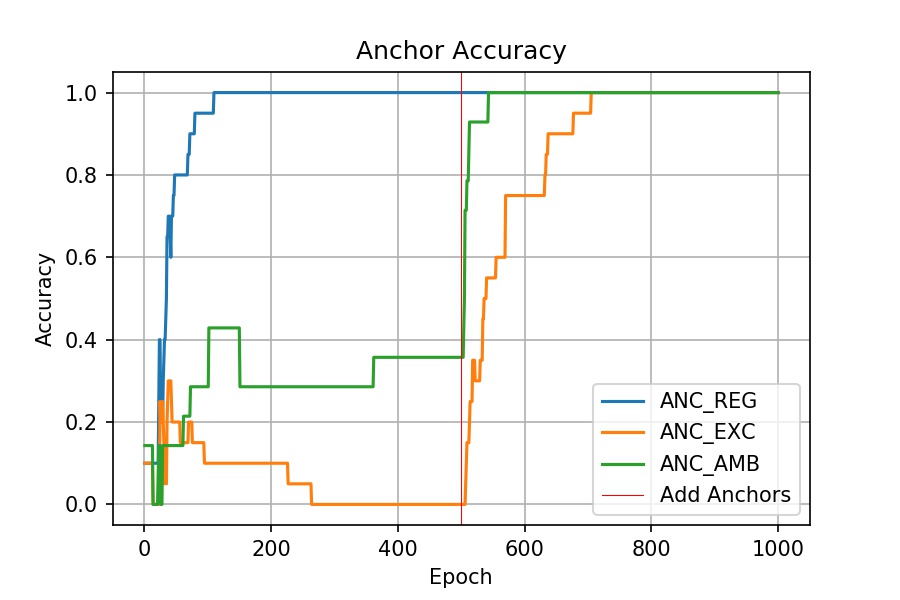 Anchor Accuracy
Accuracy
1.0
0.8
0.6
0.4
0.2
0.0
ANC_REG
ANC_EXC
ANC_AMB
Add Anchors
0 200 400 600 800 1000
Epoch